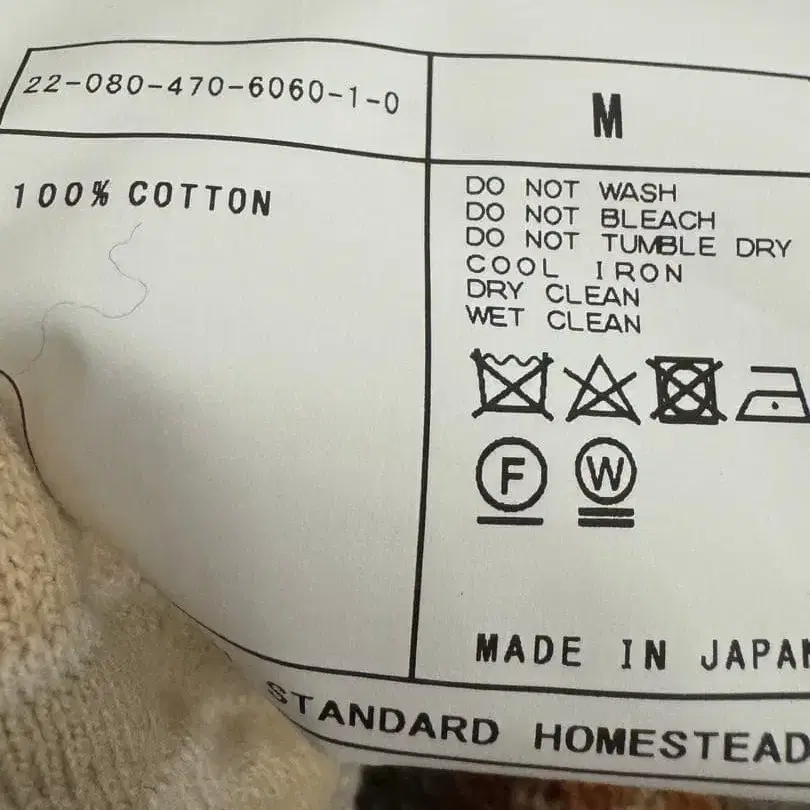 22-080-470-6060-1-0
M
100% COTTON
DO NOT WASH
DO NOT BLEACH
DO NOT TUMBLE DRY
COOL IRON
DRY CLEAN
WET CLEAN
F W
MADE IN JAPAN
STANDARD HOMESTEAD